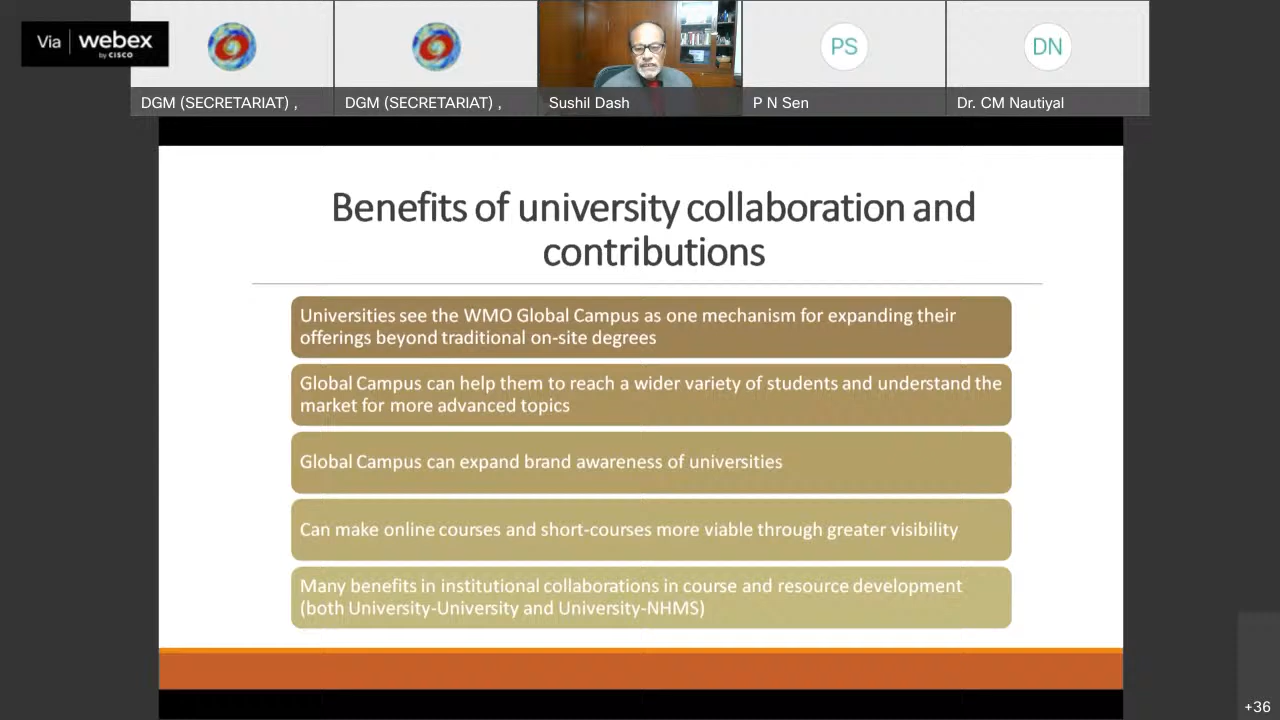 Via webex
by CISCO
PS
DN
DGM (SECRETARIAT) ,
DGM (SECRETARIAT) ,
Sushil Dash
P N Sen
Dr. CM Nautiyal
Benefits of university collaboration and
contributions
Universities see the WMO Global Campus as one mechanism for expanding their
offerings beyond traditional on-site degrees
Global Campus can help them to reach a wider variety of students and understand the
market for more advanced topics
Global Campus can expand brand awareness of universities
Can make online courses and short-courses more viable through greater visibility
Many benefits in institutional collaborations in course and resource development
(both University-University and University-NHMS)
+36